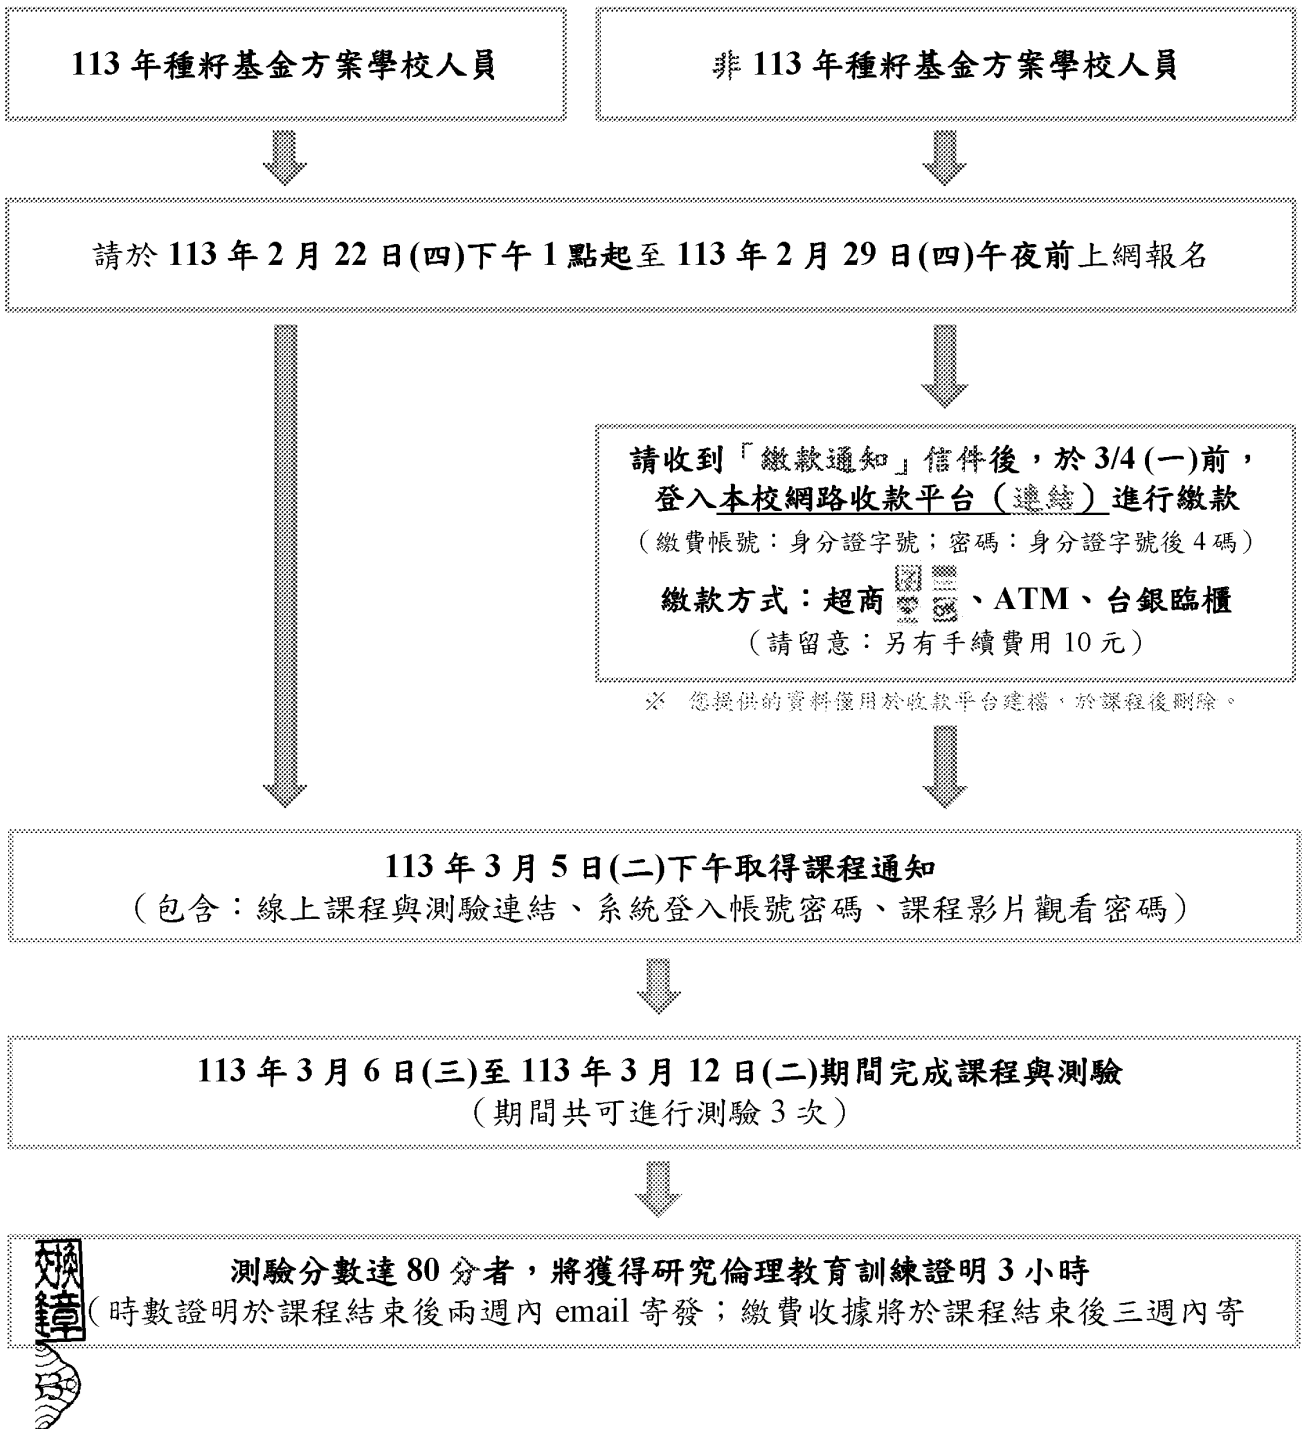 113 年種籽基金方案學校人員
非 113 年種籽基金方案學校人員
請於 113 年 2 月 22 日(四)下午 1 點起至 113 年 2 月 29 日(四)午夜前上網報名
請收到「繳款通知」信件後，於 3/4 (一)前，
登入本校網路收款平台（連結）進行繳款
（繳費帳號：身分證字號；密碼：身分證字號後 4 碼）
繳款方式：超商、ATM、台銀臨櫃
（請留意：另有手續費用 10 元）
※ 您提供的資料僅用於收款平台建檔，於課程後刪除。
113 年 3 月 5 日(二)下午取得課程通知
（包含：線上課程與測驗連結、系統登入帳號密碼、課程影片觀看密碼）
113 年 3 月 6 日(三)至 113 年 3 月 12 日(二)期間完成課程與測驗
（期間共可進行測驗 3 次）
測驗分數達 80 分者，將獲得研究倫理教育訓練證明 3 小時
（時數證明於課程結束後兩週內 email 寄發；繳費收據將於課程結束後三週內寄